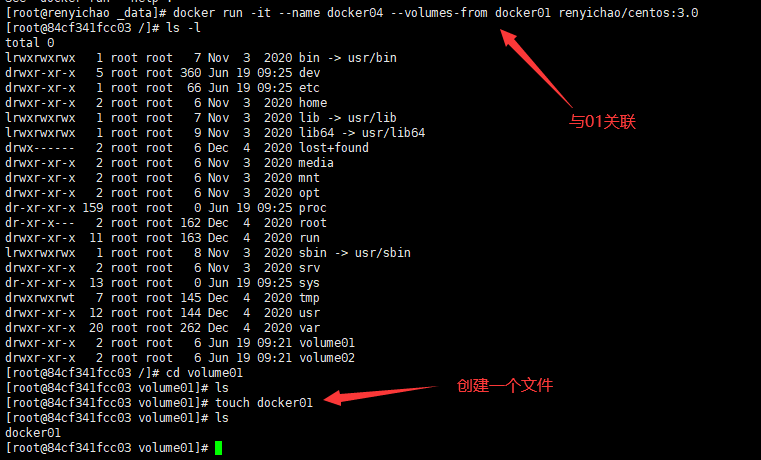 See 'docker run --help'.
[root@renyichao _data]# docker run -it --name docker04 --volumes-from docker01 renyichao/centos:3.0
[root@84cf341fcc03 /]# ls -l
total 0
lrwxrwxrwx   1 root root   7 Nov  3  2020 bin -> usr/bin
drwxr-xr-x   5 root root 360 Jun 19 09:25 dev
drwxr-xr-x   1 root root  66 Jun 19 09:25 etc
drwxr-xr-x   2 root root   6 Nov  3  2020 home
lrwxrwxrwx   1 root root   7 Nov  3  2020 lib -> usr/lib
lrwxrwxrwx   1 root root   9 Nov  3  2020 lib64 -> usr/lib64
drwx------   2 root root   6 Dec  4  2020 lost+found
drwxr-xr-x   2 root root   6 Nov  3  2020 media
drwxr-xr-x   2 root root   6 Nov  3  2020 mnt
drwxr-xr-x   2 root root   6 Nov  3  2020 opt
dr-xr-xr-x 159 root root   0 Jun 19 09:25 proc
dr-xr-x---   2 root root 162 Dec  4  2020 root
drwxr-xr-x  11 root root 163 Dec  4  2020 run
lrwxrwxrwx   1 root root   8 Nov  3  2020 sbin -> usr/sbin
drwxr-xr-x   2 root root   6 Nov  3  2020 srv
dr-xr-xr-x  13 root root   0 Jun 19 09:25 sys
drwxrwxrwt   7 root root 145 Dec  4  2020 tmp
drwxr-xr-x  12 root root 144 Dec  4  2020 usr
drwxr-xr-x  20 root root 262 Dec  4  2020 var
drwxr-xr-x   2 root root   6 Jun 19 09:21 volume01
drwxr-xr-x   2 root root   6 Jun 19 09:21 volume02
[root@84cf341fcc03 /]# cd volume01
[root@84cf341fcc03 volume01]# ls
[root@84cf341fcc03 volume01]# touch docker01
[root@84cf341fcc03 volume01]# ls
docker01
[root@84cf341fcc03 volume01]#
与01关联
创建一个文件